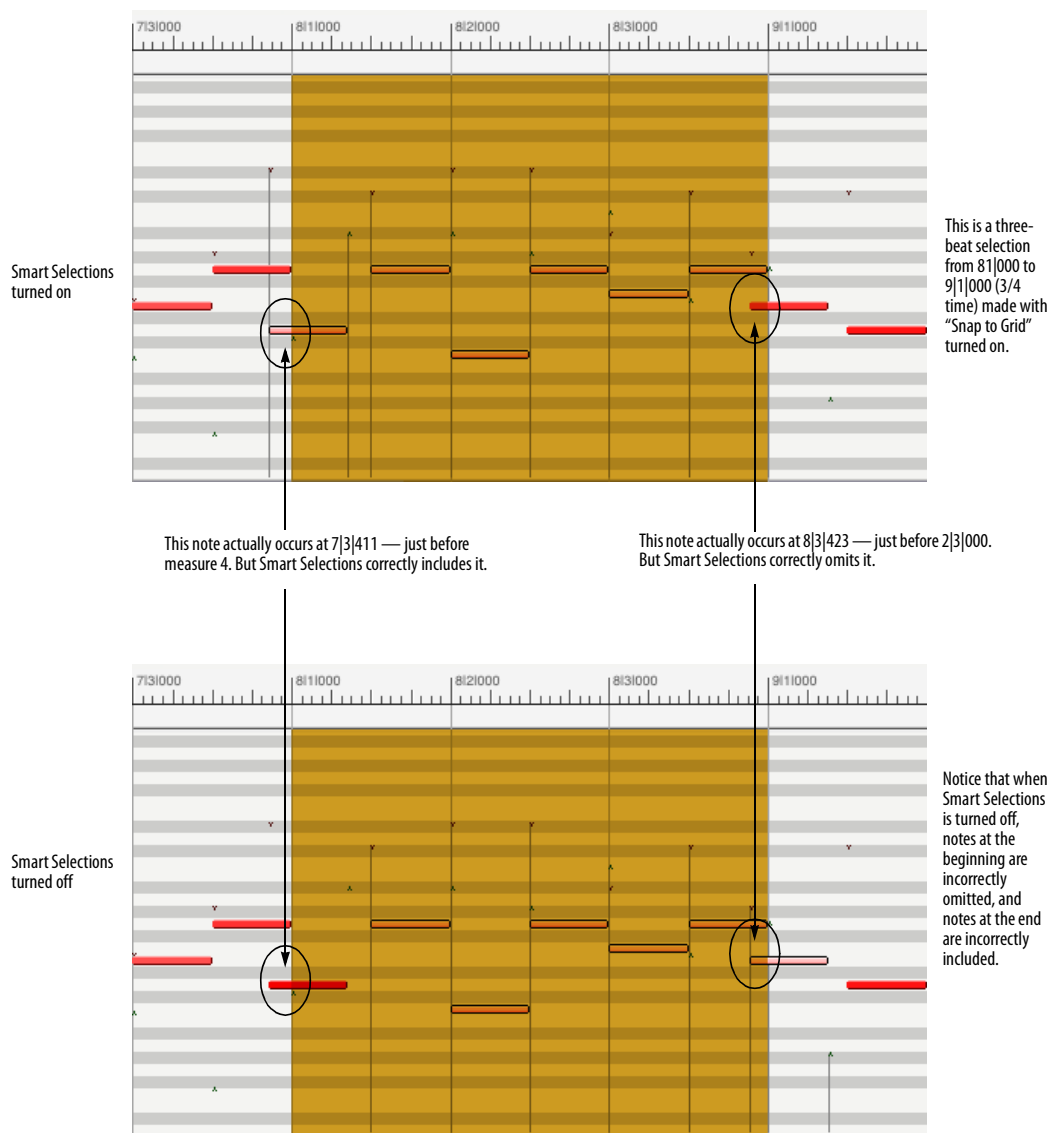 7|3|000 8|1|000 8|2|000 8|3|000 9|1|000
Smart Selections
turned on
This is a three-
beat selection
from 81|000 to
9|1|000 (3/4
time) made with
“Snap to Grid”
turned on.
This note actually occurs at 7|3|411 — just before
measure 4. But Smart Selections correctly includes it.
This note actually occurs at 8|3|423 — just before 2|3|000.
But Smart Selections correctly omits it.
7|3|000 8|1|000 8|2|000 8|3|000 9|1|000
Smart Selections
turned off
Notice that when
Smart Selections
is turned off,
notes at the
beginning are
incorrectly
omitted, and
notes at the end
are incorrectly
included.